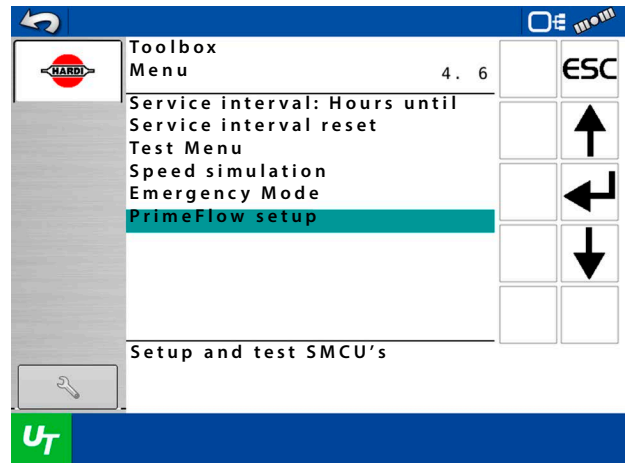 HARDI
Toolbox
Menu 4. 6
ESC
Service interval: Hours until
Service interval reset
Test Menu
Speed simulation
Emergency Mode
PrimeFlow setup
Setup and test SMCU's
UT